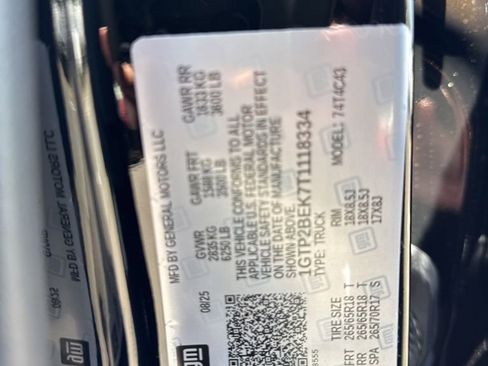 MFD BY GENERAL MOTORS LLC
08/25
GVWR
2835 KG
6250 LB
GAWR FRT
1588 KG
3500 LB
GAWR RR
1633 KG
3600 LB
THIS VEHICLE CONFORMS TO ALL
APPLICABLE U.S. FEDERAL MOTOR
VEHICLE SAFETY STANDARDS IN EFFECT
ON THE DATE OF MANUFACTURE
SHOWN ABOVE.
1GTP2BEK7T1118334
TYPE: TRUCK
MODEL: 74T4C43
gm
8555
TIRE SIZE RIM
FRT 265/65R18 T 18X8.5J
RR 265/65R18 T 18X8.5J
SPA 265/70R17 S 17X8J